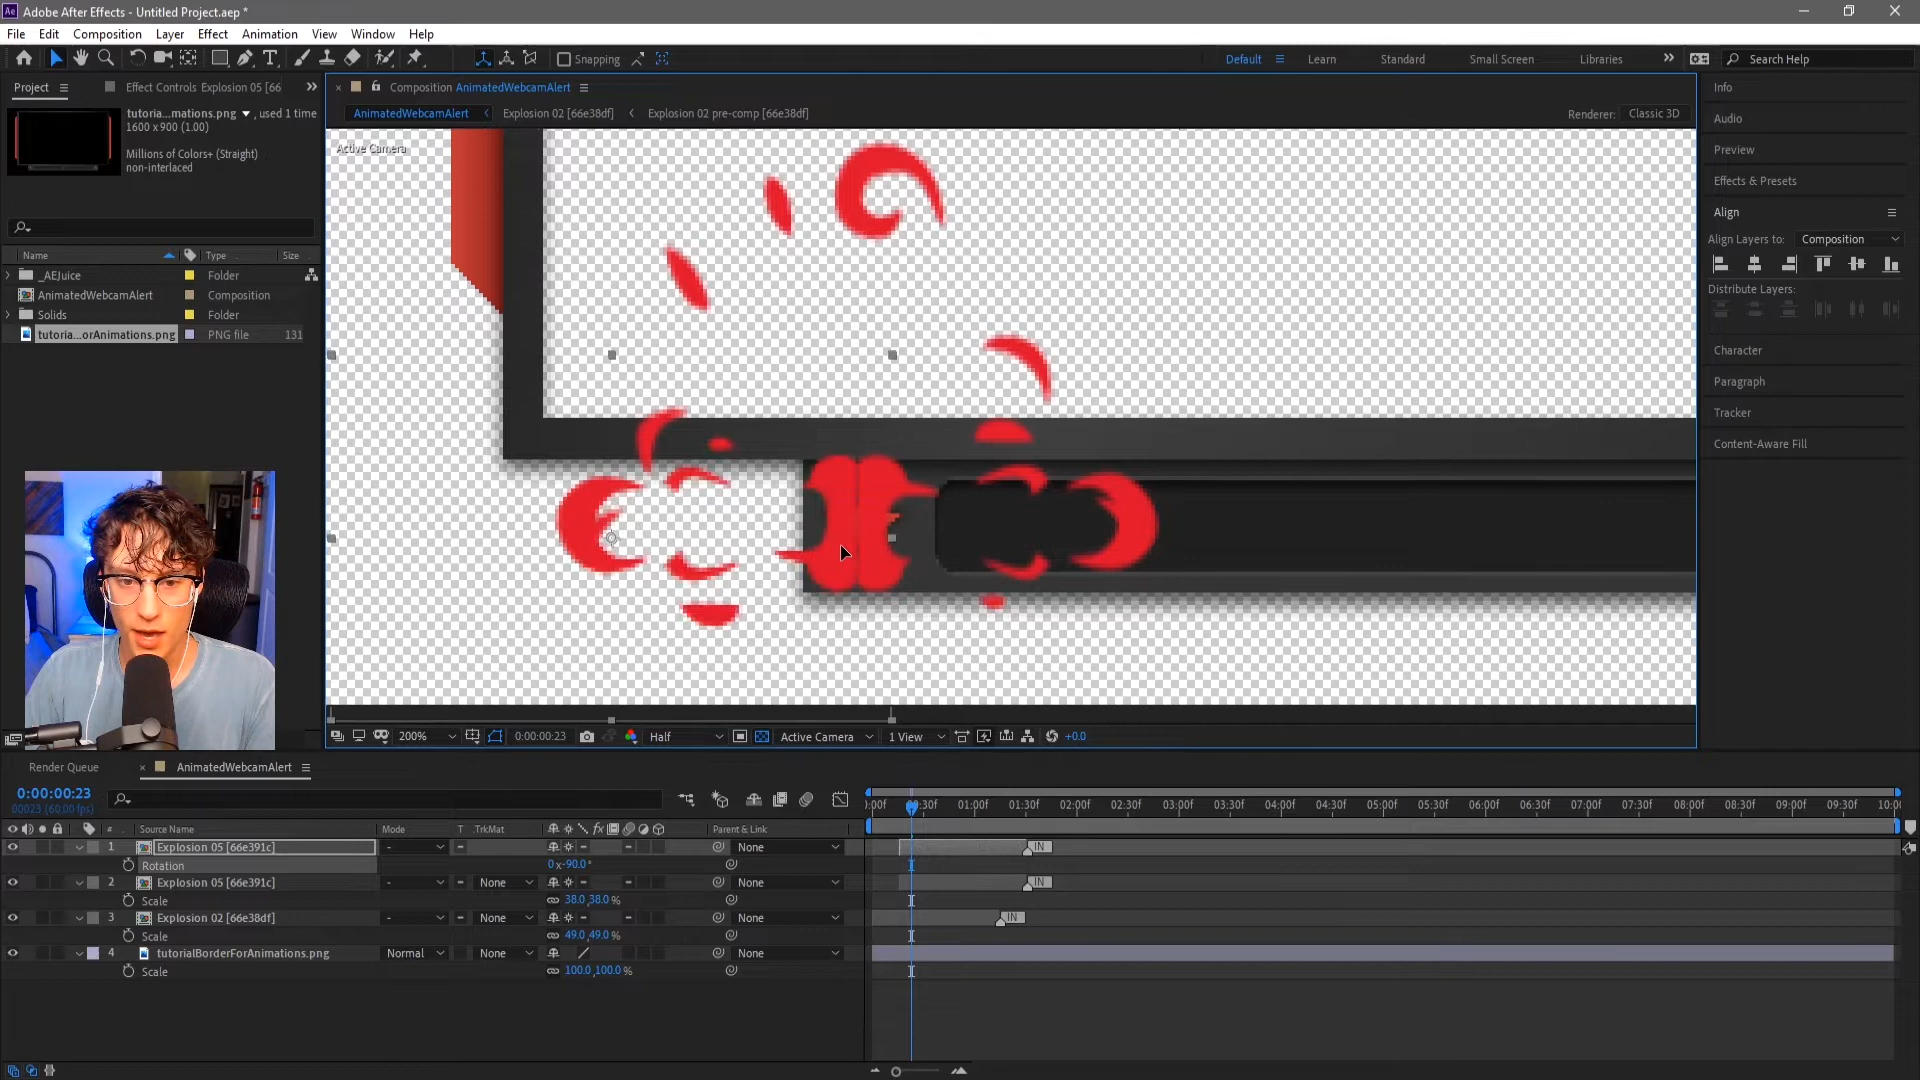 Adobe After Effects - Untitled Project.aep *
File Edit Composition Layer Effect Animation View Window Help
Snapping
Default Learn Standard Small Screen Libraries Search Help
Project Effect Controls Explosion 05 [66
tutoria...mations.png , used 1 time
1600 x 900 (1.00)
Millions of Colors+ (Straight)
non-interlaced
Name Type Size
_AEJuice Folder
AnimatedWebcamAlert Composition
Solids Folder
tutoria...orAnimations.png PNG file 131
Composition AnimatedWebcamAlert
AnimatedWebcamAlert Explosion 02 [66e38df] Explosion 02 pre-comp [66e38df]
Renderer: Classic 3D
Active Camera
200% 0:00:00:23 Half Active Camera 1 View +0.0
Info
Audio
Preview
Effects & Presets
Align
Align Layers to: Composition
Distribute Layers:
Character
Paragraph
Tracker
Content-Aware Fill
Render Queue AnimatedWebcamAlert
0:00:00:23
00023 (60.00 fps)
# Source Name Mode T .TrkMat Parent & Link
:00f 00:30f 01:00f 01:30f 02:00f 02:30f 03:00f 03:30f 04:00f 04:30f 05:00f 05:30f 06:00f 06:30f 07:00f 07:30f 08:00f 08:30f 09:00f 09:30f 10:0
1 Explosion 05 [66e391c] - None IN
Rotation 0x-90.0°
2 Explosion 05 [66e391c] - None None IN
Scale 38.0,38.0%
3 Explosion 02 [66e38df] - None None IN
Scale 49.0,49.0%
4 tutorialBorderForAnimations.png Normal None None
Scale 100.0,100.0%